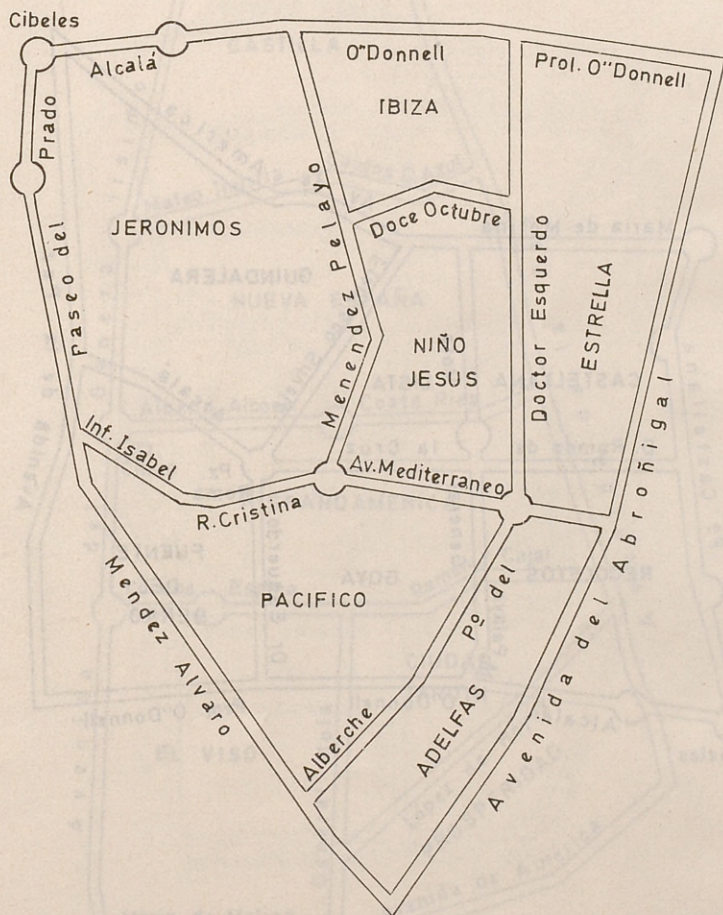 Cibeles
Alcalá
O"Donnell
Prol. O"Donnell
IBIZA
Prado
Paseo del
JERONIMOS
Menendez Pelayo
Doce Octubre
Doctor Esquerdo
ESTRELLA
NIÑO
JESUS
Inf. Isabel
R. Cristina
Av. Mediterraneo
Avenida del Abroñigal
PACIFICO
Mendez Alvaro
Pº del
Alberche
ADELFAS